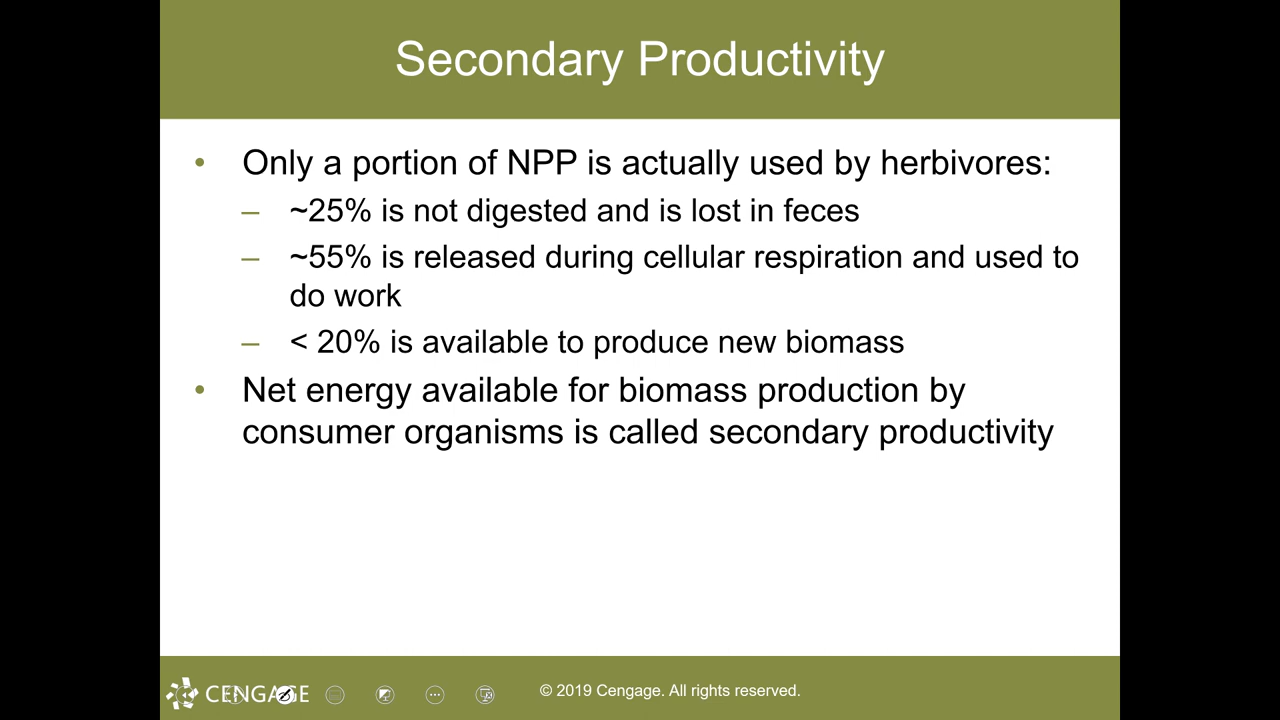 Secondary Productivity
• Only a portion of NPP is actually used by herbivores:
– ~25% is not digested and is lost in feces
– ~55% is released during cellular respiration and used to
do work
– < 20% is available to produce new biomass
• Net energy available for biomass production by
consumer organisms is called secondary productivity
CENGAGE
© 2019 Cengage. All rights reserved.